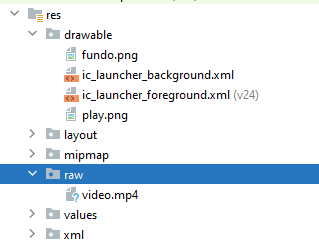 res
drawable
fundo.png
ic_launcher_background.xml
ic_launcher_foreground.xml (v24)
play.png
layout
mipmap
raw
video.mp4
values
xml